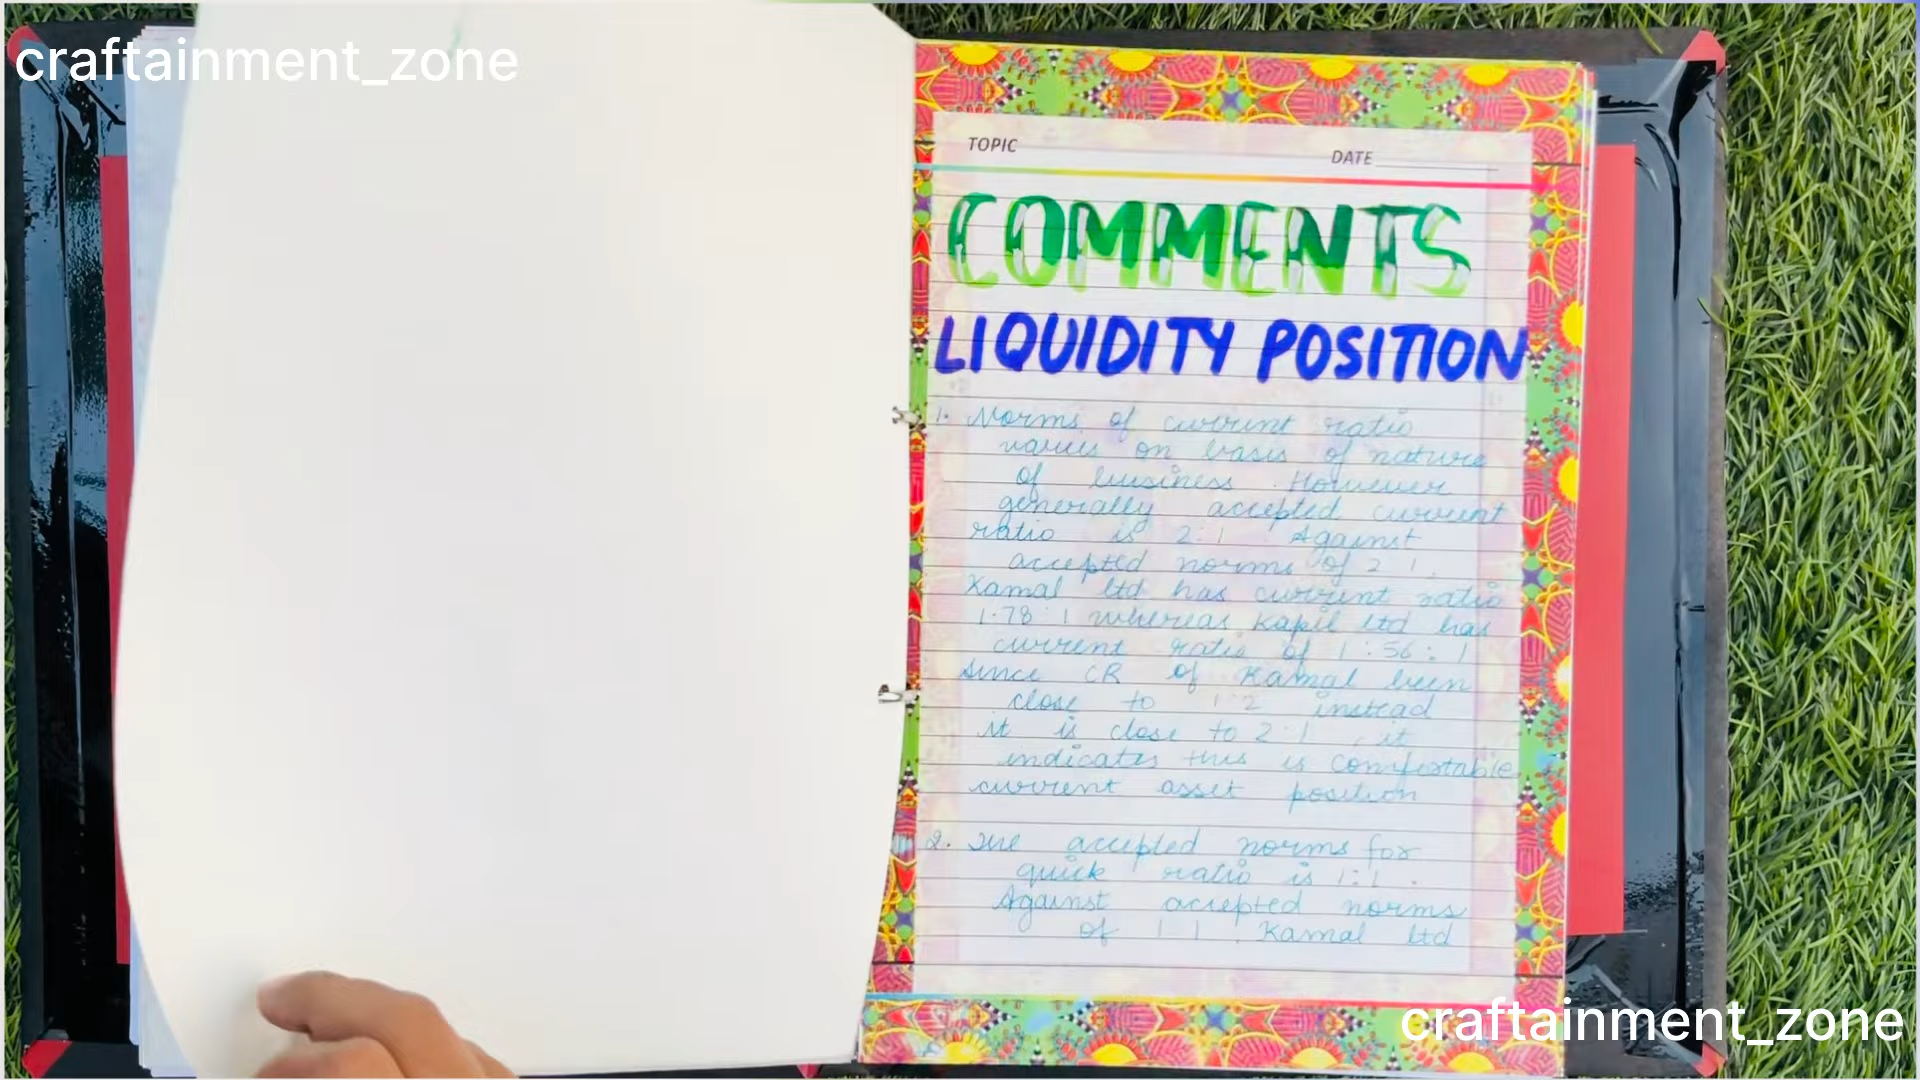 craftainment_zone
TOPIC
DATE
COMMENTS
LIQUIDITY POSITION
1. Norms of current ratio
varies on basis of nature
of business. However
generally accepted current
ratio is 2:1. Against
accepted norms of 2:1,
Kamal ltd has current ratio
1.78:1 whereas Kapil ltd has
current ratio of 1:56:1
Since CR of Kamal been
close to 1:2 instead
it is close to 2:1, it
indicates this is comfortable
current asset position
2. The accepted norms for
quick ratio is 1:1.
Against accepted norms
of 1:1. Kamal ltd
craftainment_zone